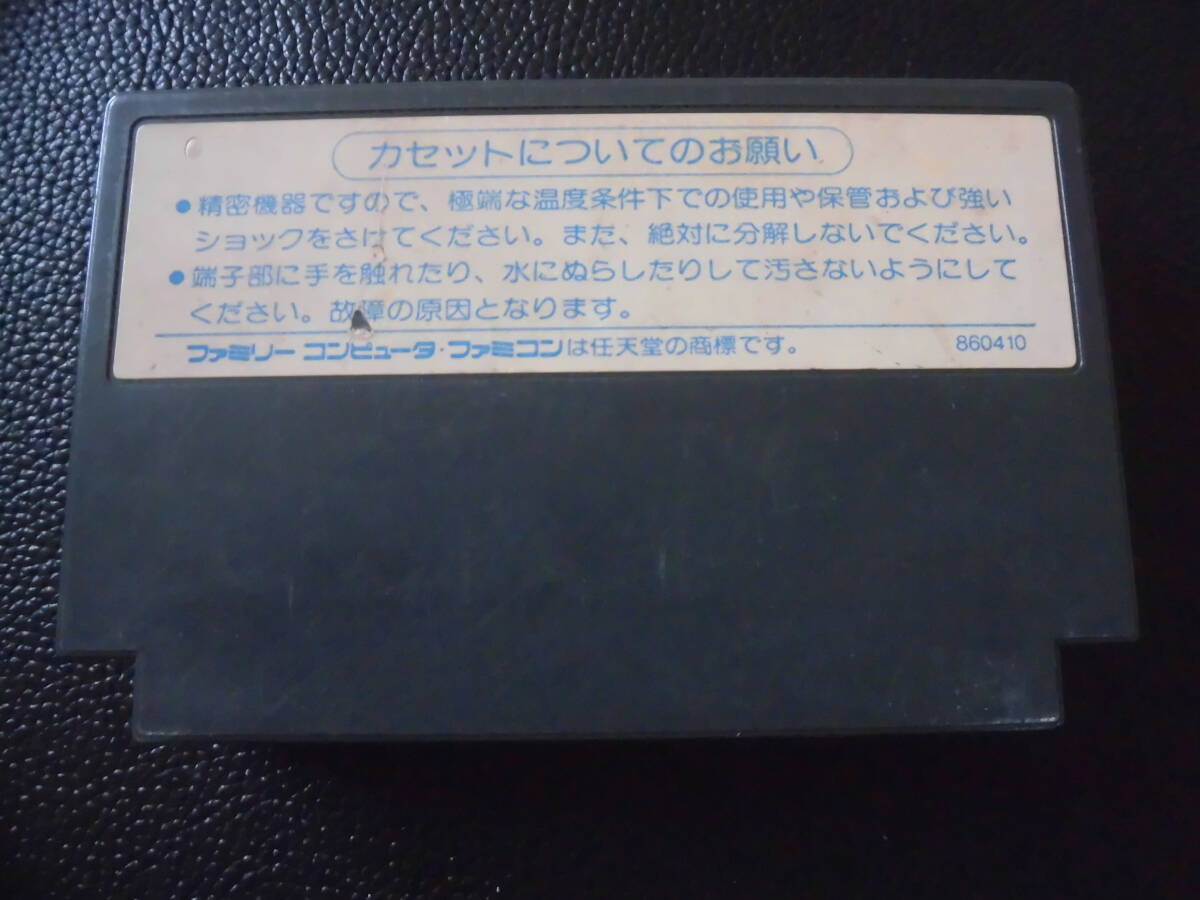 カセットについてのお願い
●精密機器ですので、極端な温度条件下での使用や保管および強い
ショックをさけてください。また、絶対に分解しないでください。
●端子部に手を触れたり、水にぬらしたりして汚さないようにして
ください。故障の原因となります。
ファミリーコンピュータ・ファミコンは任天堂の商標です。 860410